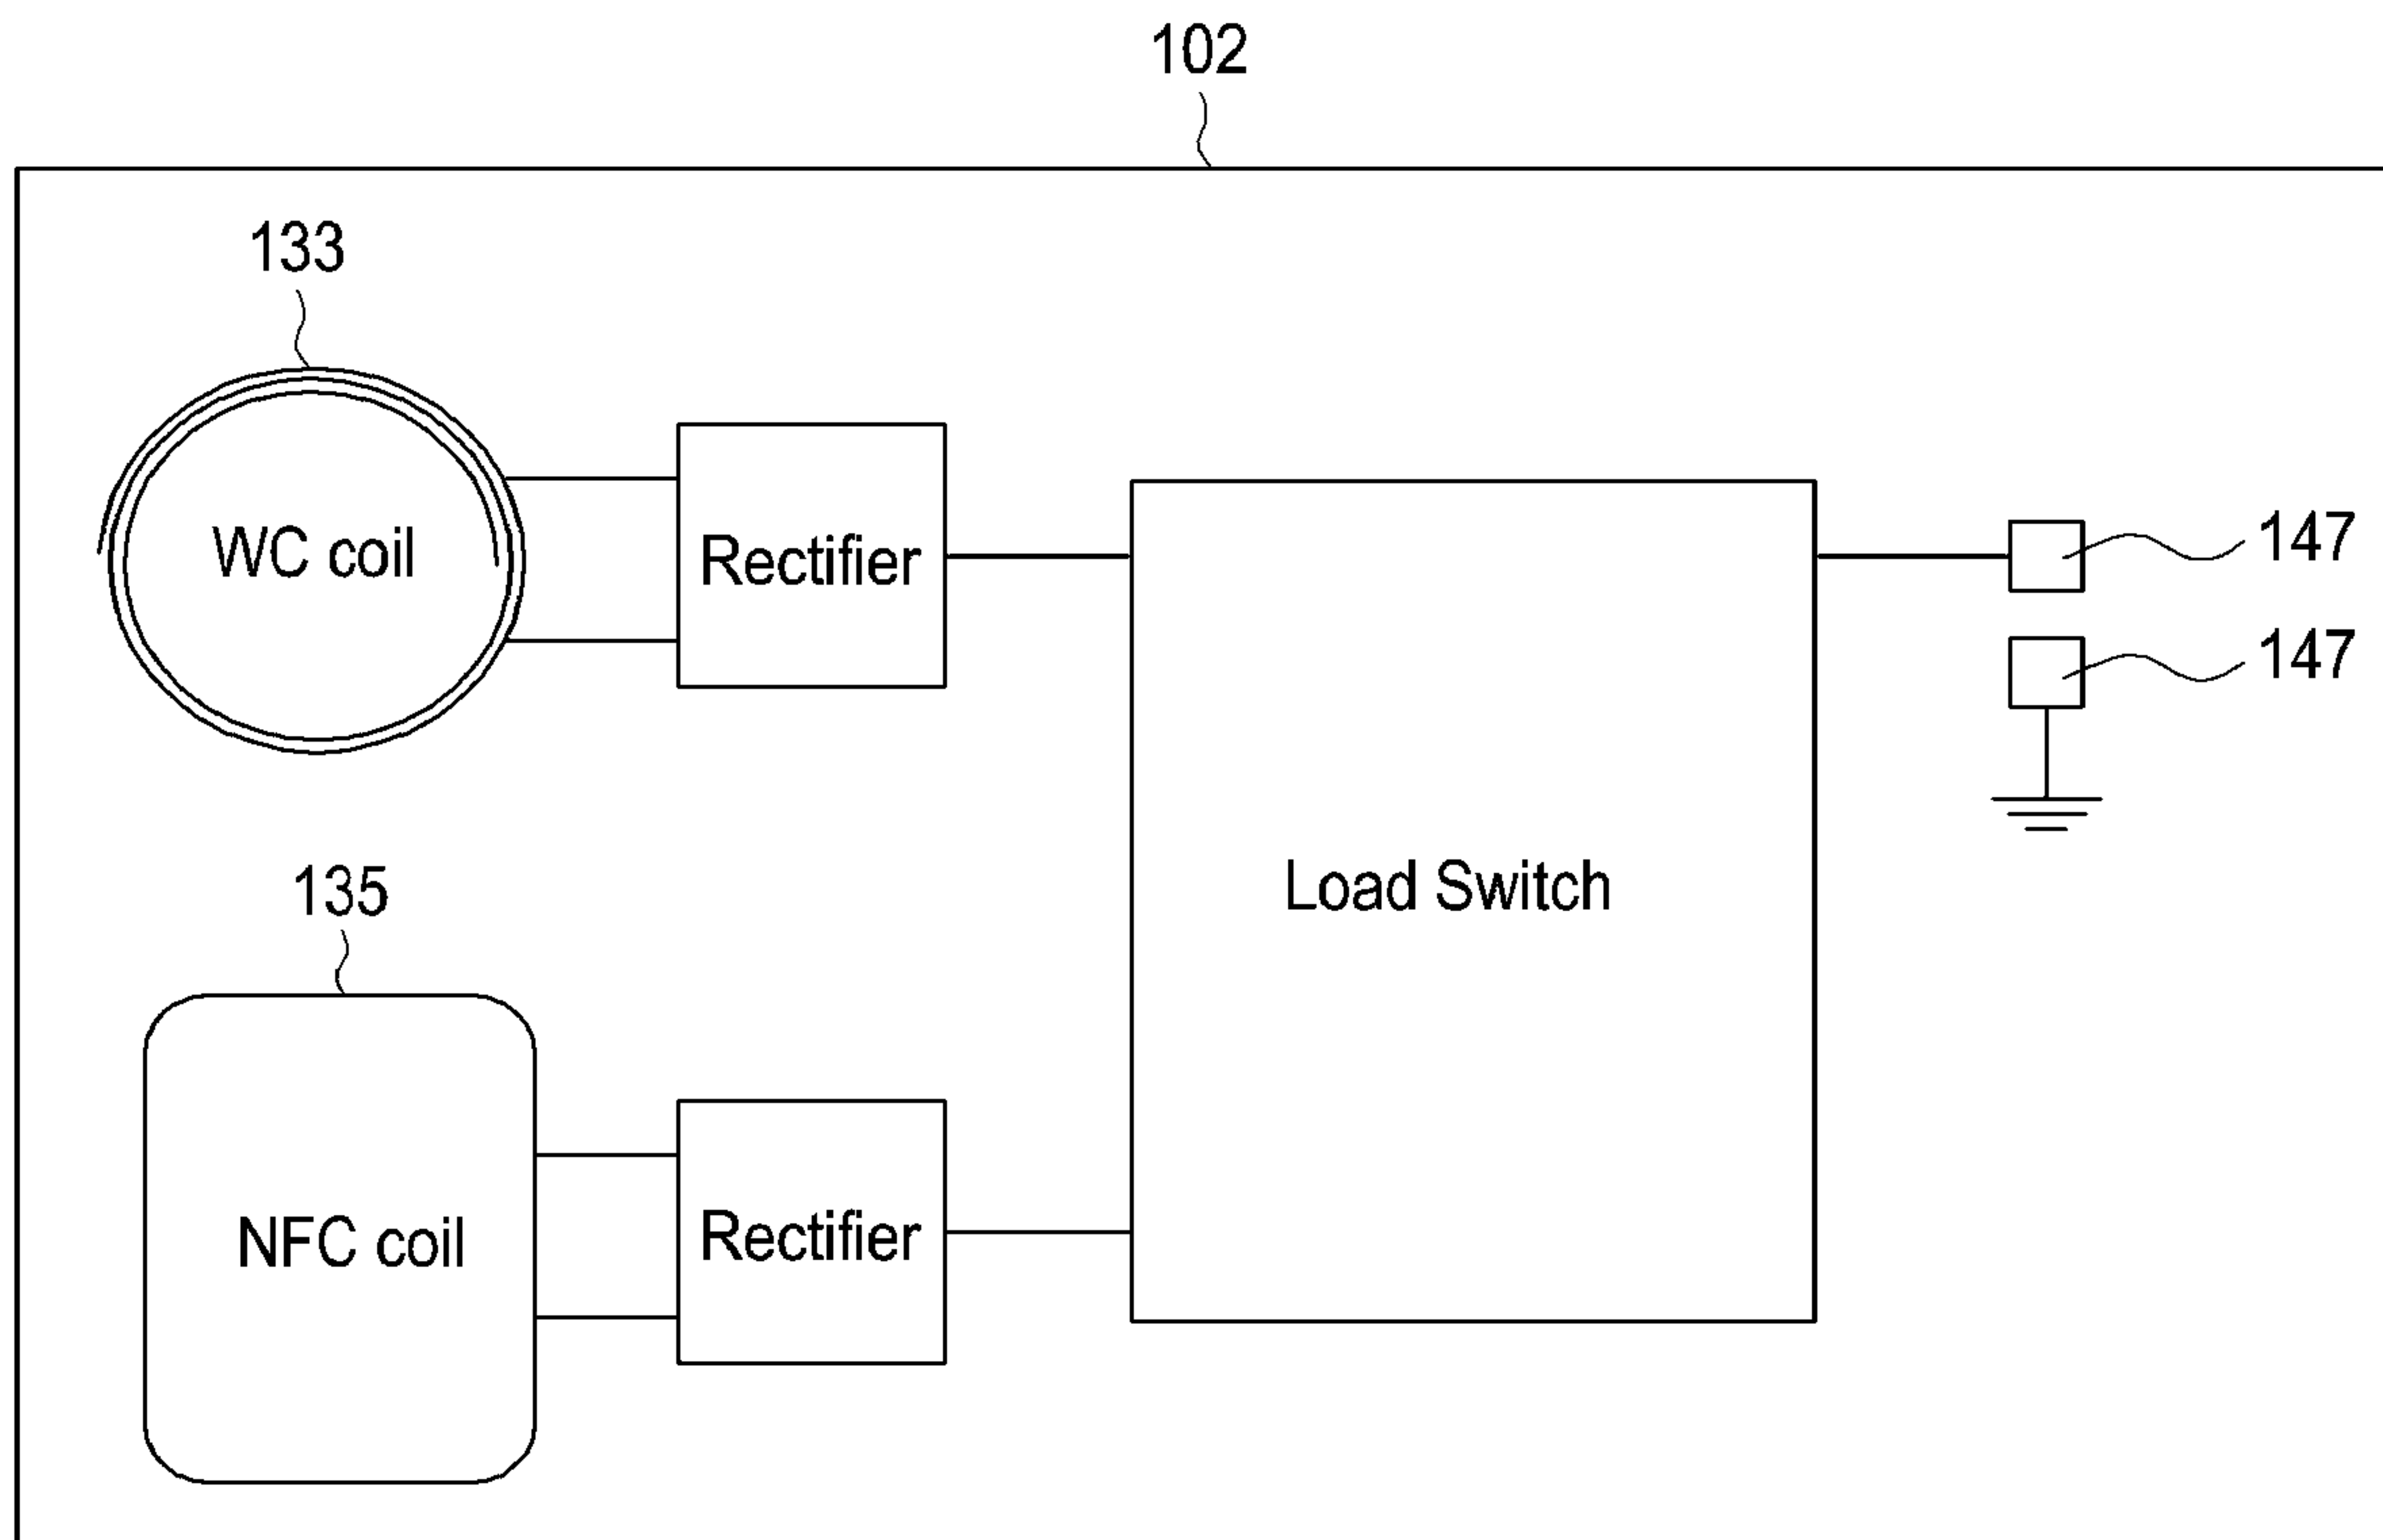 102
133
WC coil
Rectifier
147
147
Load Switch
135
NFC coil
Rectifier